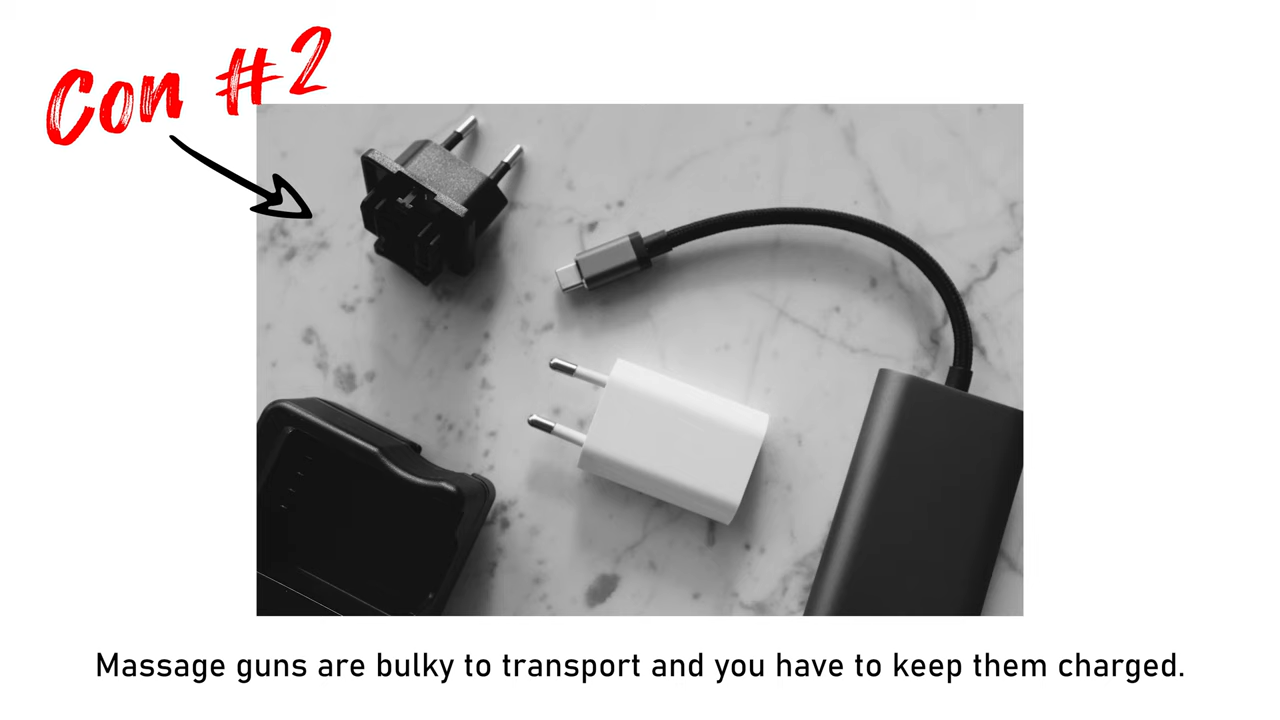 Con #2
Massage guns are bulky to transport and you have to keep them charged.